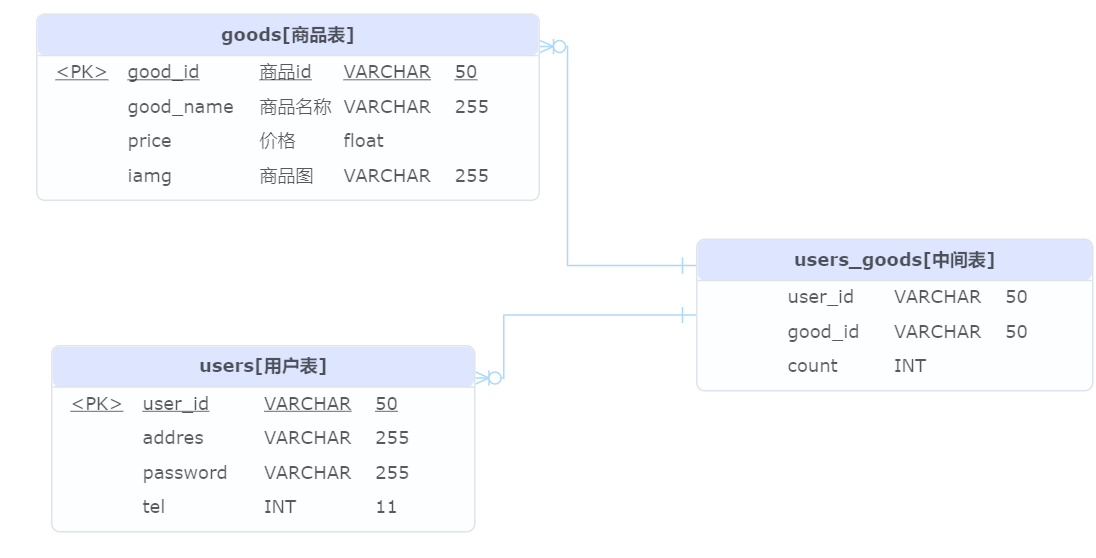 goods[商品表]
<PK> good_id 商品id VARCHAR 50
good_name 商品名称 VARCHAR 255
price 价格 float
iamg 商品图 VARCHAR 255
users_goods[中间表]
user_id VARCHAR 50
good_id VARCHAR 50
count INT
users[用户表]
<PK> user_id VARCHAR 50
addres VARCHAR 255
password VARCHAR 255
tel INT 11